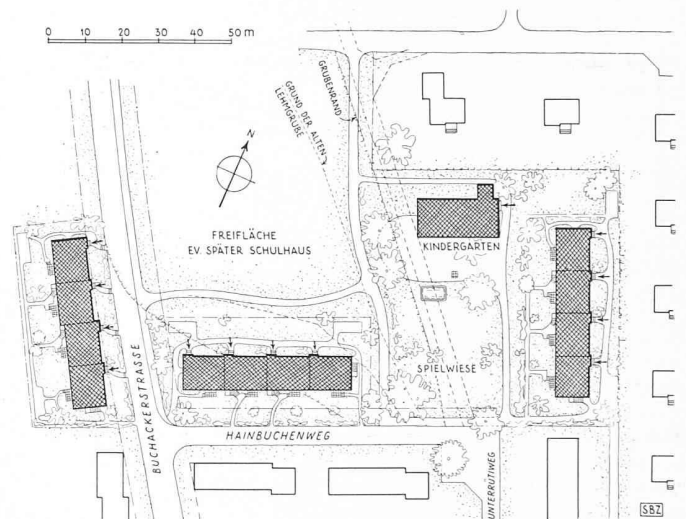 0 10 20 30 40 50 m
GRUBENRAND
GRUND DER ALTEN
LEHMGRUBE
N
FREIFLÄCHE
EV. SPÄTER SCHULHAUS
KINDERGARTEN
SPIELWIESE
BUCHACKERSTRASSE
HAINBUCHENWEG
UNTERRÜTIWEG
SBZ